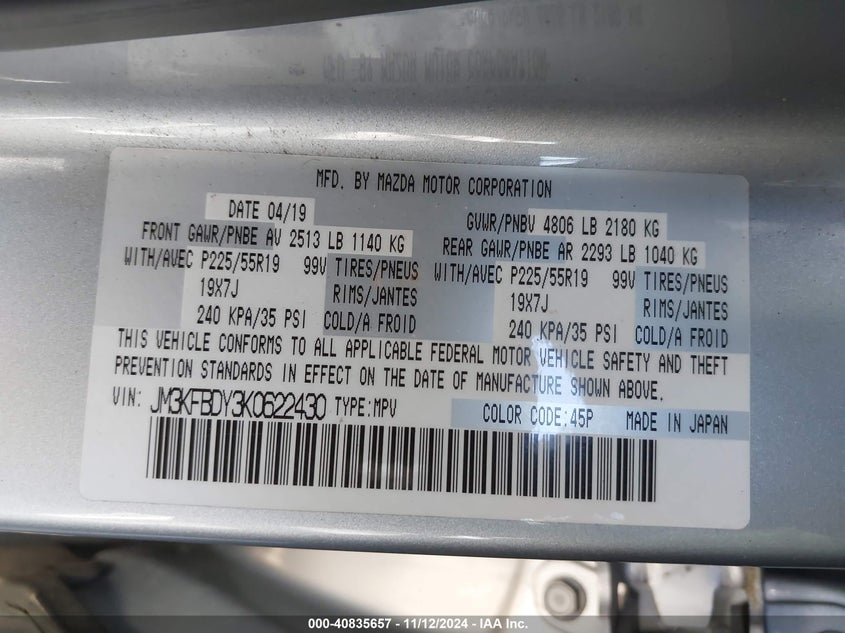 MFD. BY MAZDA MOTOR CORPORATION
DATE 04/19 GVWR/PNBV 4806 LB 2180 KG
FRONT GAWR/PNBE AV 2513 LB 1140 KG REAR GAWR/PNBE AR 2293 LB 1040 KG
WITH/AVEC P225/55R19 99V TIRES/PNEUS WITH/AVEC P225/55R19 99V TIRES/PNEUS
19X7J RIMS/JANTES 19X7J RIMS/JANTES
240 KPA/35 PSI COLD/A FROID 240 KPA/35 PSI COLD/A FROID
THIS VEHICLE CONFORMS TO ALL APPLICABLE FEDERAL MOTOR VEHICLE SAFETY AND THEFT
PREVENTION STANDARDS IN EFFECT ON THE DATE OF MANUFACTURE SHOWN ABOVE.
VIN: JM3KFBDY3K0622430 TYPE:MPV COLOR CODE:45P MADE IN JAPAN
000-40835657 - 11/12/2024 - IAA Inc.